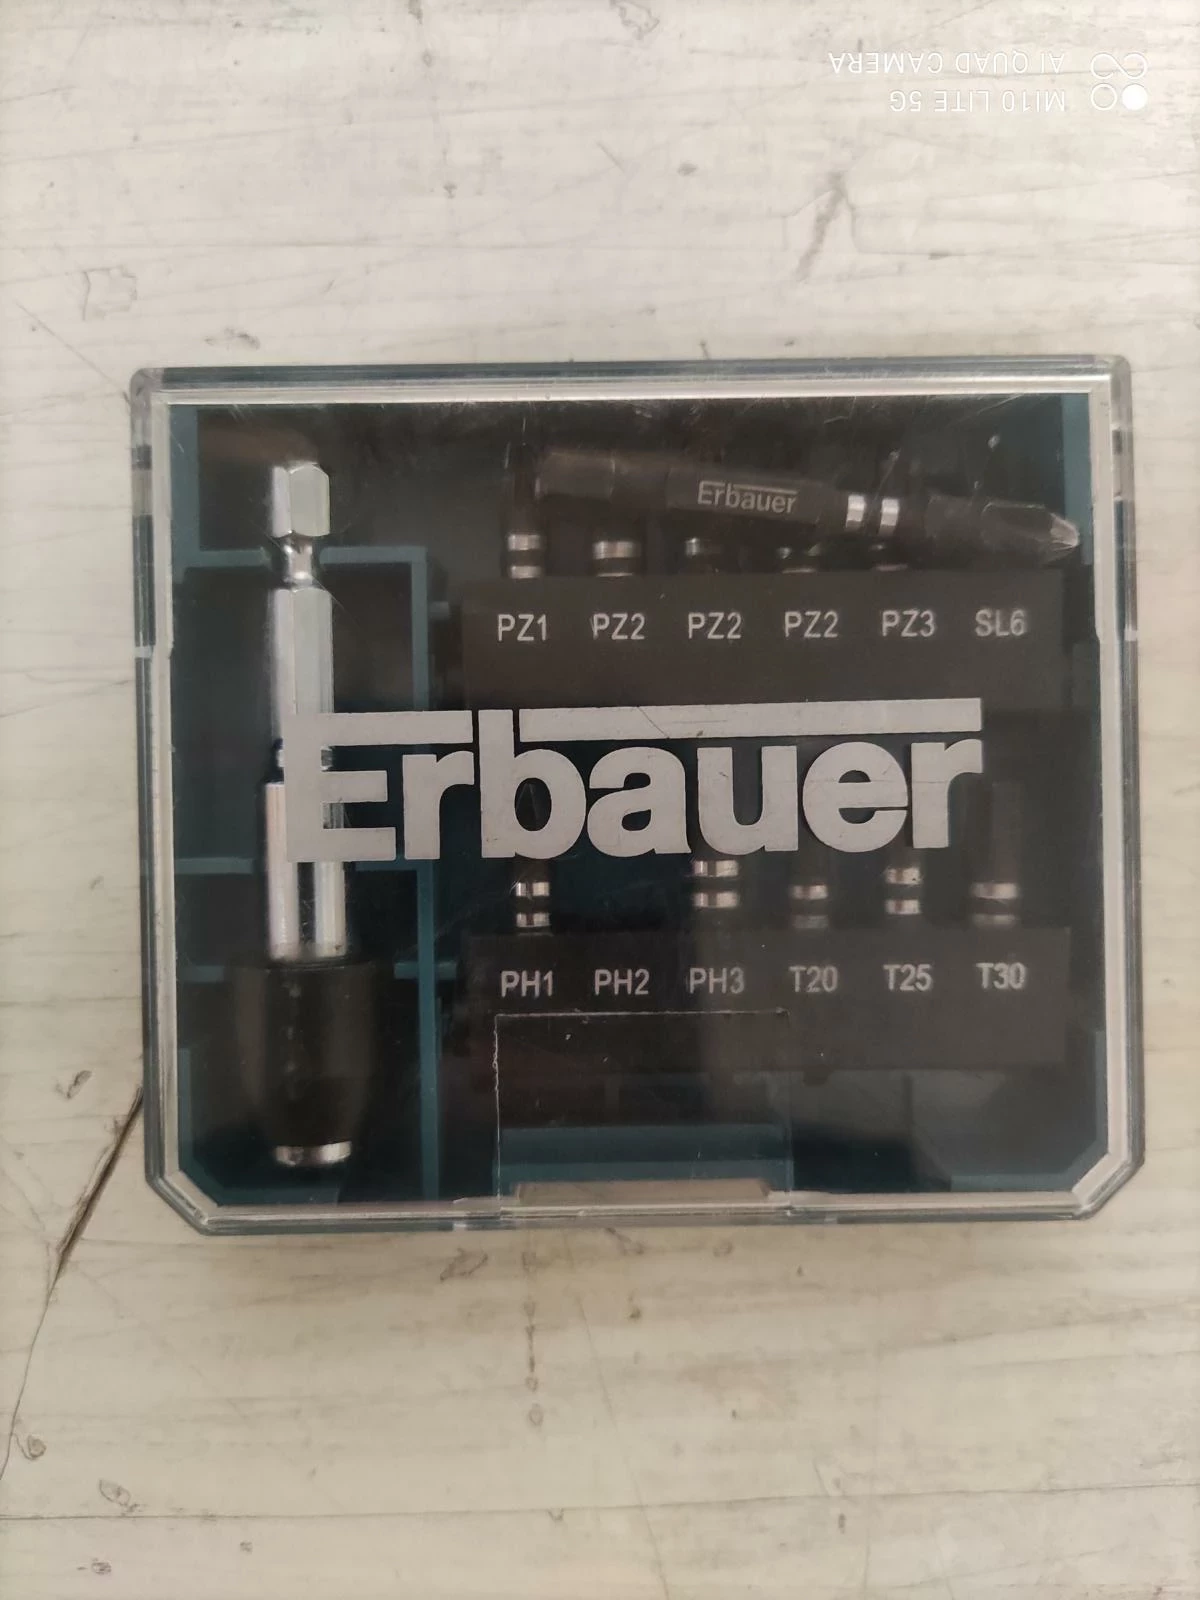 MI10 LITE 5G
AI QUAD CAMERA
Erbauer
PZ1 PZ2 PZ2 PZ2 PZ3 SL6
Erbauer
PH1 PH2 PH3 T20 T25 T30